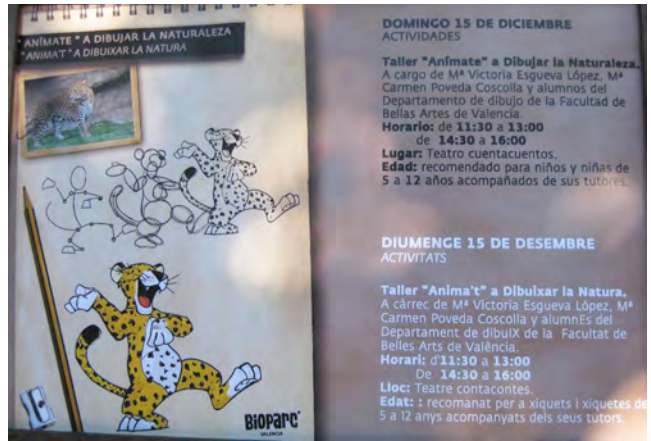 "ANÍMATE" A DIBUJAR LA NATURALEZA
"ANIMA'T" A DIBUIXAR LA NATURA
BIOPARC
VALENCIA
DOMINGO 15 DE DICIEMBRE
ACTIVIDADES
Taller "Anímate" a Dibujar la Naturaleza.
A cargo de Mª Victoria Esgueva López, Mª
Carmen Poveda Coscolla y alumnos del
Departamento de dibujo de la Facultad de
Bellas Artes de Valencia.
Horario: de 11:30 a 13:00
de 14:30 a 16:00
Lugar: Teatro cuentacuentos.
Edad: recomendado para niños y niñas de
5 a 12 años acompañados de sus tutores.
DIUMENGE 15 DE DESEMBRE
ACTIVITATS
Taller "Anima't" a Dibuixar la Natura.
A cárrec de Mª Victoria Esgueva López, Mª
Carmen Poveda Coscolla y alumnEs del
Departament de dibuIX de la Facultat de
Belles Arts de València.
Horari: d'11:30 a 13:00
De 14:30 a 16:00
Lloc: Teatre contacontes.
Edat: : recomanat per a xiquets i xiquetes de
5 a 12 anys acompanyats dels seus tutors.